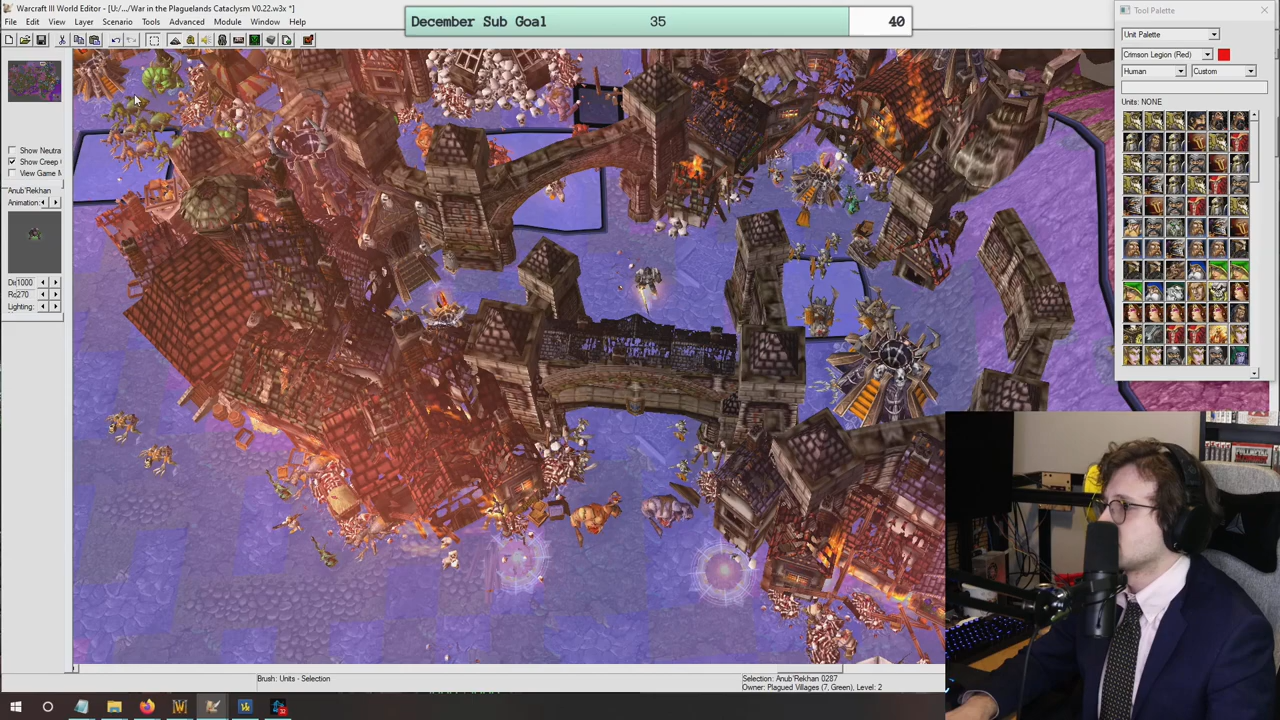 Warcraft III World Editor - [U:/.../War in the Plaguelands Cataclysm V0.22.w3x *]
File Edit View Layer Scenario Tools Advanced Module Window Help
December Sub Goal 35 40
Tool Palette
Unit Palette
Crimson Legion (Red)
Human Custom
Units: NONE
Show Neutra
Show Creep
View Game M
Anub'Rekhan
Animation:
1000
270
Lighting:
Brush: Units - Selection
Selection: Anub'Rekhan 0287
Owner: Plagued Villages (7, Green), Level: 2